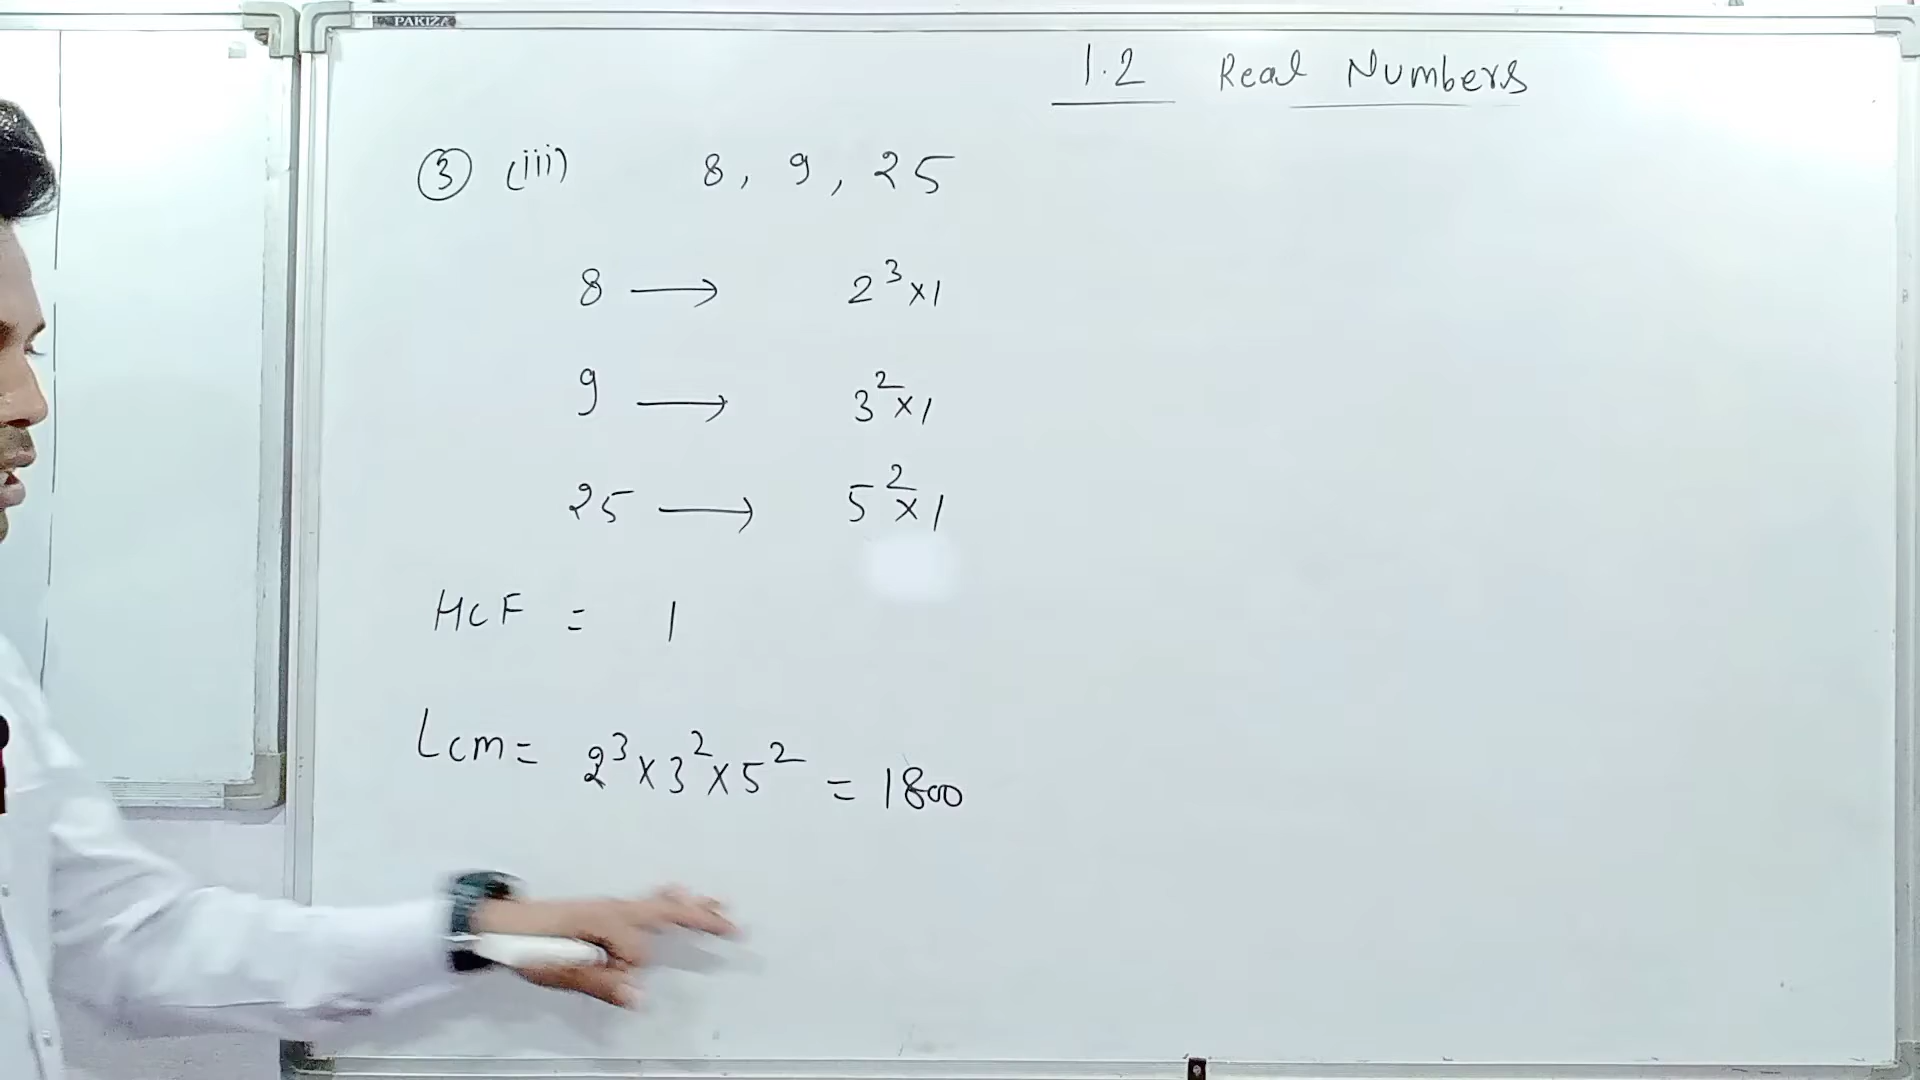 PAKIZA
1.2 Real Numbers
③ (iii) 8, 9, 25
8 ⟶ 2³×1
9 ⟶ 3²×1
25 ⟶ 5²×1
HCF = 1
Lcm = 2³×3²×5² = 1800